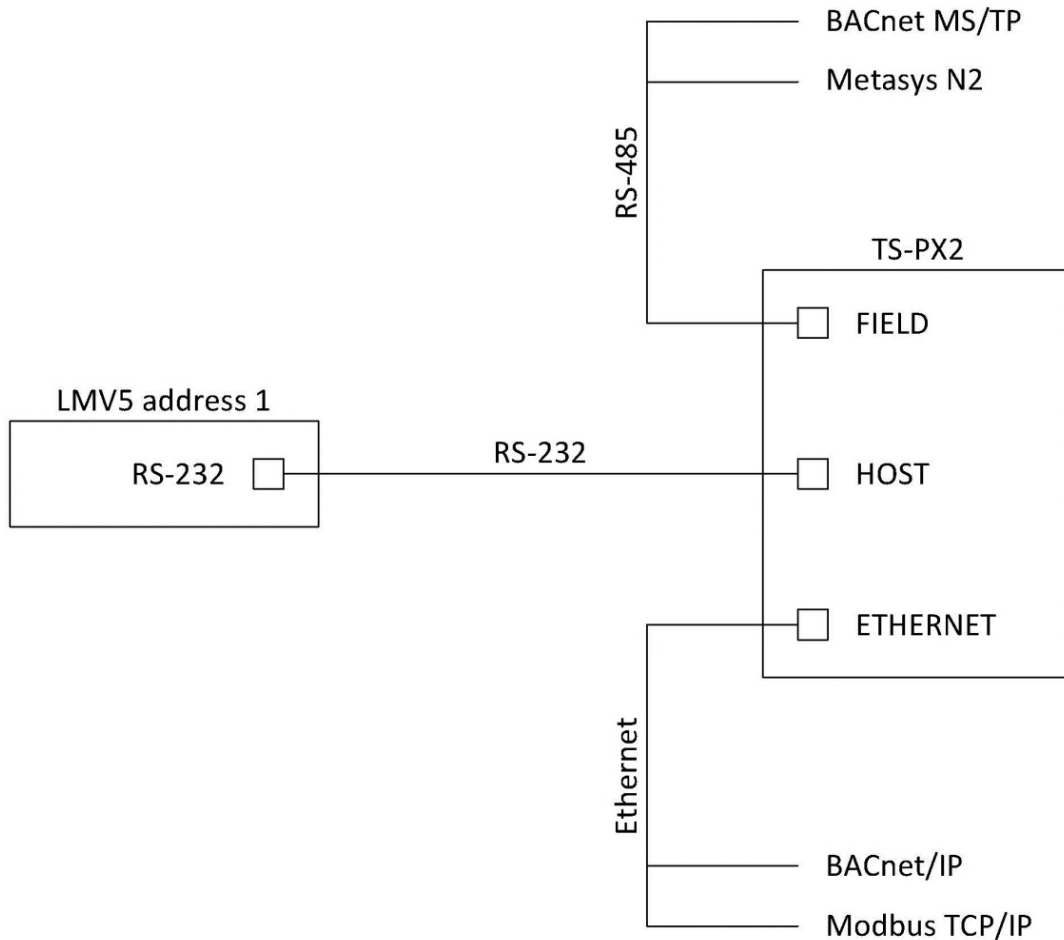 BACnet MS/TP
Metasys N2
RS-485
TS-PX2
FIELD
LMV5 address 1
RS-232
RS-232
HOST
ETHERNET
Ethernet
BACnet/IP
Modbus TCP/IP